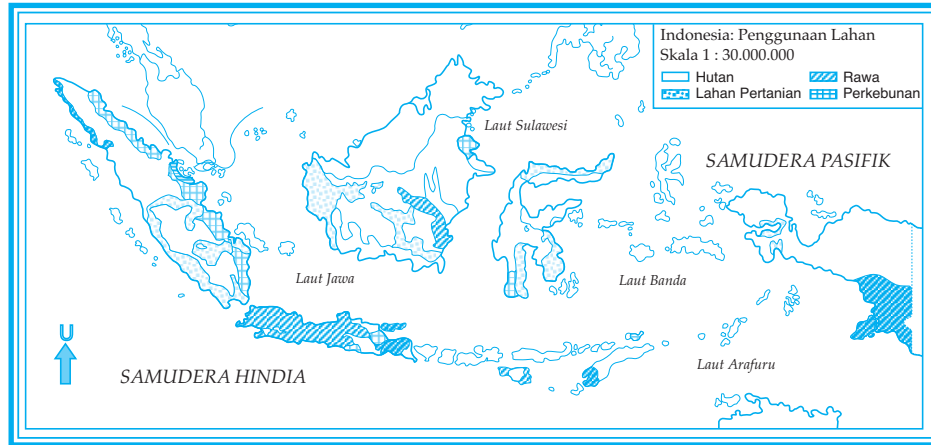 Indonesia: Penggunaan Lahan
Skala 1 : 30.000.000
Hutan
Rawa
Lahan Pertanian
Perkebunan
Laut Sulawesi
SAMUDERA PASIFIK
Laut Jawa
Laut Banda
U
SAMUDERA HINDIA
Laut Arafuru